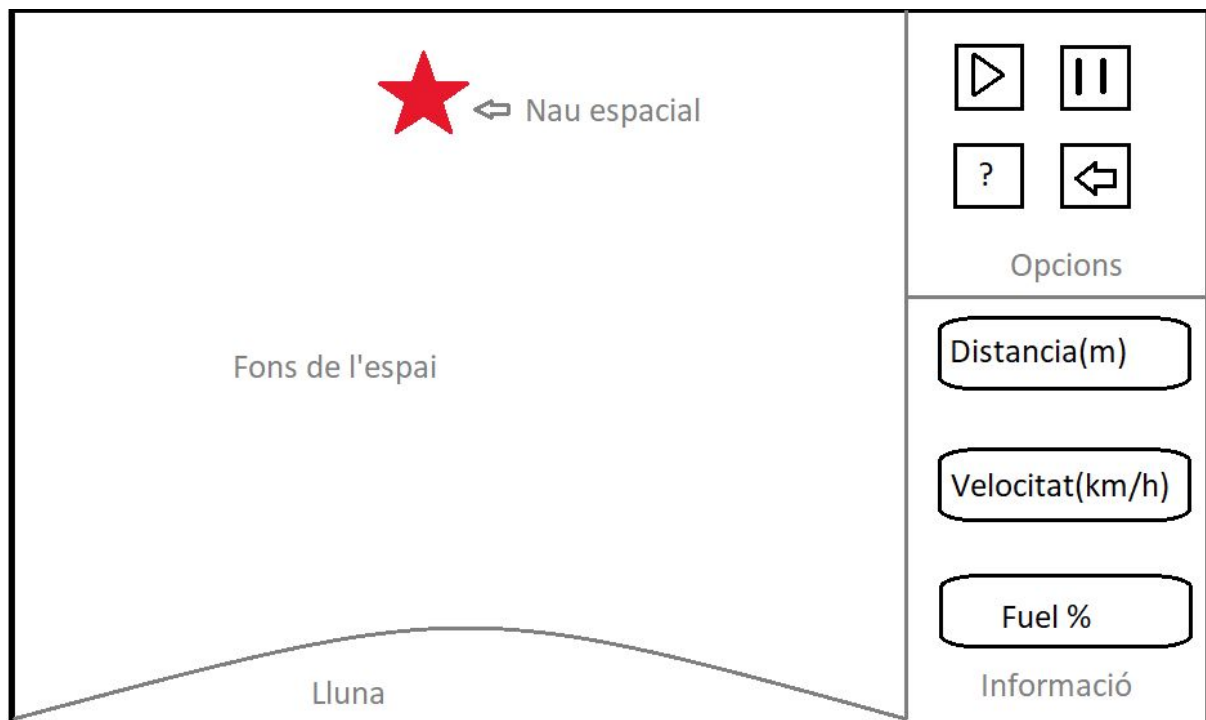 Nau espacial
?
Opcions
Fons de l'espai
Distancia(m)
Velocitat(km/h)
Fuel %
Lluna
Informació